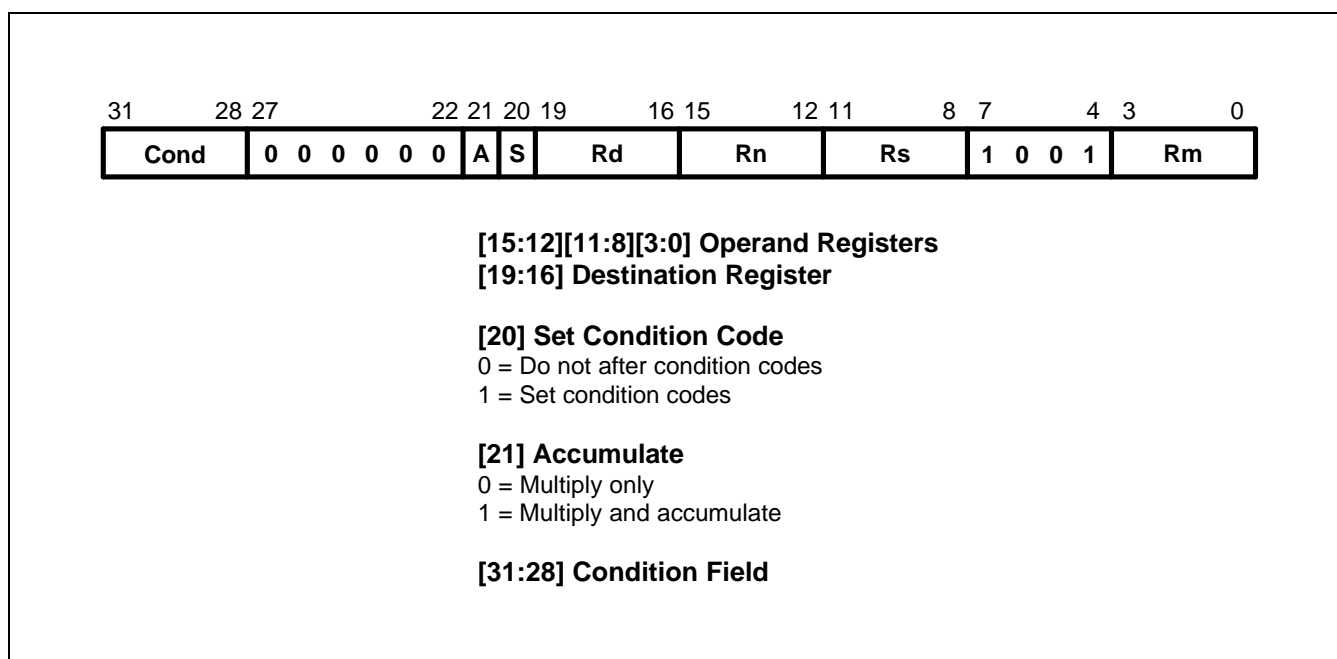 31 28 27 22 21 20 19 16 15 12 11 8 7 4 3 0
Cond 0 0 0 0 0 0 A S Rd Rn Rs 1 0 0 1 Rm
[15:12][11:8][3:0] Operand Registers
[19:16] Destination Register
[20] Set Condition Code
0 = Do not after condition codes
1 = Set condition codes
[21] Accumulate
0 = Multiply only
1 = Multiply and accumulate
[31:28] Condition Field